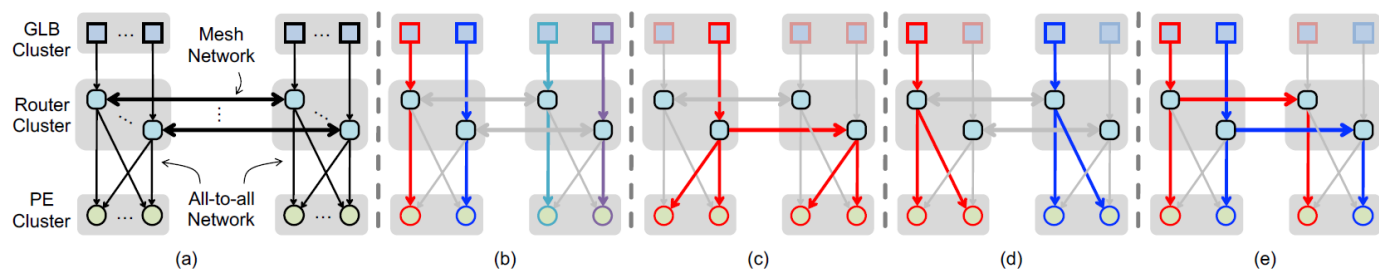 GLB
Cluster
Mesh
Network
Router
Cluster
All-to-all
Network
PE
Cluster
(a)
(b)
(c)
(d)
(e)